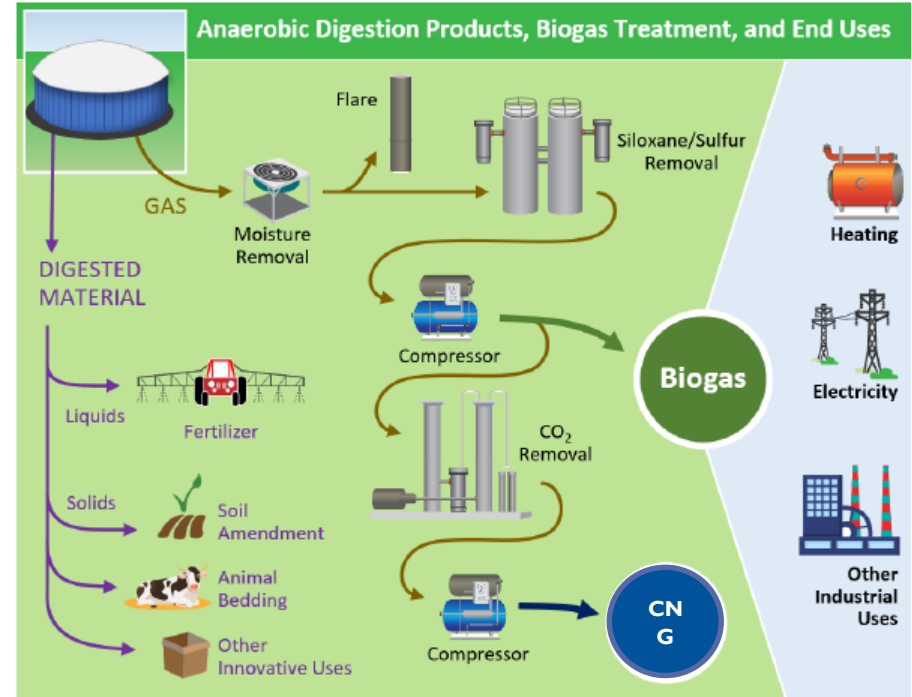 Anaerobic Digestion Products, Biogas Treatment, and End Uses
Flare
Siloxane/Sulfur
Removal
GAS
Moisture
Removal
Heating
DIGESTED
MATERIAL
Compressor
Biogas
Electricity
Liquids
Fertilizer
CO₂
Removal
Solids
Soil
Amendment
Animal
Bedding
Other
Industrial
Uses
CN
G
Compressor
Other
Innovative Uses